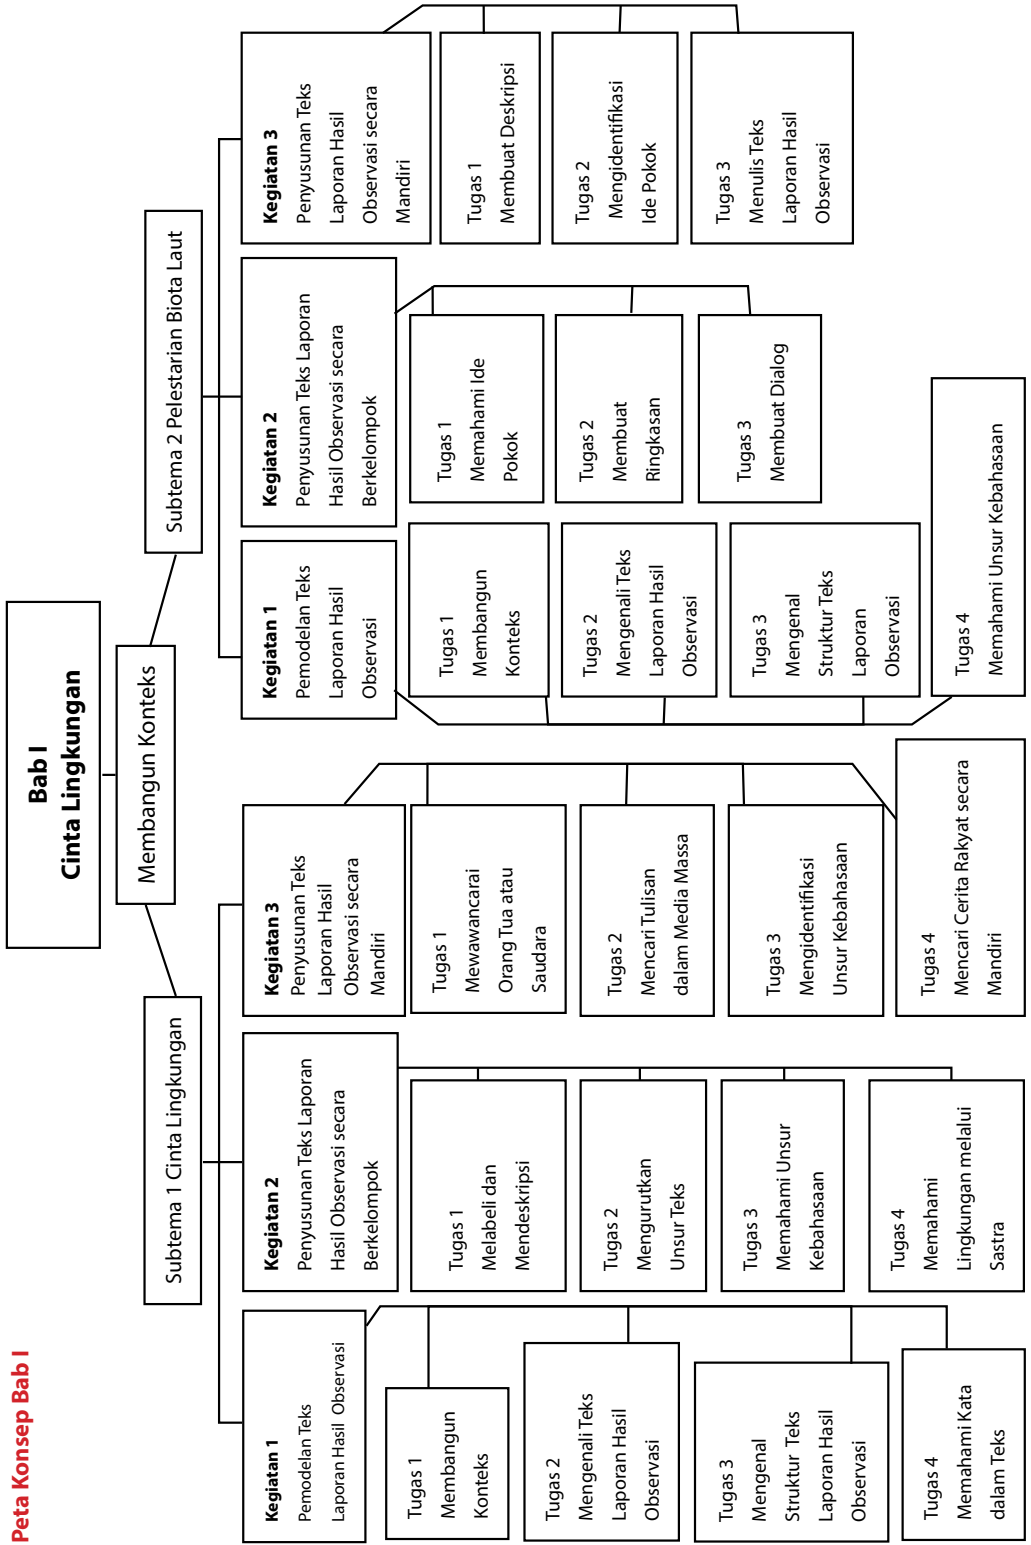 Peta Konsep Bab I
Bab I
Cinta Lingkungan
Membangun Konteks
Subtema 1 Cinta Lingkungan
Kegiatan 1
Pemodelan Teks
Laporan Hasil Observasi
Tugas 1
Membangun
Konteks
Tugas 2
Mengenali Teks
Laporan Hasil
Observasi
Tugas 3
Mengenal
Struktur Teks
Laporan Hasil
Observasi
Tugas 4
Memahami Kata
dalam Teks
Kegiatan 2
Penyusunan Teks Laporan
Hasil Observasi secara
Berkelompok
Tugas 1
Melabeli dan
Mendeskripsi
Tugas 2
Mengurutkan
Unsur Teks
Tugas 3
Memahami Unsur
Kebahasaan
Tugas 4
Memahami
Lingkungan melalui
Sastra
Kegiatan 3
Penyusunan Teks
Laporan Hasil
Observasi secara
Mandiri
Tugas 1
Mewawancarai
Orang Tua atau
Saudara
Tugas 2
Mencari Tulisan
dalam Media Massa
Tugas 3
Mengidentifikasi
Unsur Kebahasaan
Tugas 4
Mencari Cerita Rakyat secara
Mandiri
Subtema 2 Pelestarian Biota Laut
Kegiatan 1
Pemodelan Teks
Laporan Hasil
Observasi
Tugas 1
Membangun
Konteks
Tugas 2
Mengenali Teks
Laporan Hasil
Observasi
Tugas 3
Mengenal
Struktur Teks
Laporan
Observasi
Tugas 4
Memahami Unsur Kebahasaan
Kegiatan 2
Penyusunan Teks Laporan
Hasil Observasi secara
Berkelompok
Tugas 1
Memahami Ide
Pokok
Tugas 2
Membuat
Ringkasan
Tugas 3
Membuat Dialog
Kegiatan 3
Penyusunan Teks
Laporan Hasil
Observasi secara
Mandiri
Tugas 1
Membuat Deskripsi
Tugas 2
Mengidentifikasi
Ide Pokok
Tugas 3
Menulis Teks
Laporan Hasil
Observasi